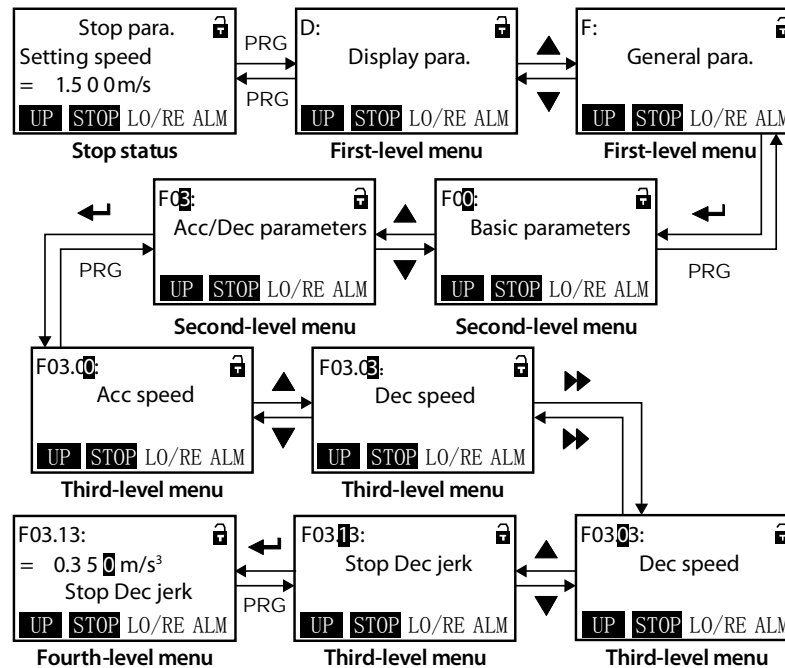 Stop para.
Setting speed
= 1.5 0 0m/s
UP STOP LO/RE ALM
Stop status
PRG
PRG
D:
Display para.
UP STOP LO/RE ALM
First-level menu
F:
General para.
UP STOP LO/RE ALM
First-level menu
F03:
Acc/Dec parameters
UP STOP LO/RE ALM
Second-level menu
PRG
F00:
Basic parameters
UP STOP LO/RE ALM
Second-level menu
PRG
F03.00:
Acc speed
UP STOP LO/RE ALM
Third-level menu
F03.03:
Dec speed
UP STOP LO/RE ALM
Third-level menu
F03.13:
= 0.3 5 0 m/s³
Stop Dec jerk
UP STOP LO/RE ALM
Fourth-level menu
PRG
F03.13:
Stop Dec jerk
UP STOP LO/RE ALM
Third-level menu
F03.03:
Dec speed
UP STOP LO/RE ALM
Third-level menu